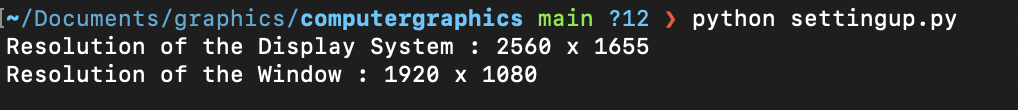 ~/Documents/graphics/computergraphics main ?12 ❯ python settingup.py
Resolution of the Display System : 2560 x 1655
Resolution of the Window : 1920 x 1080